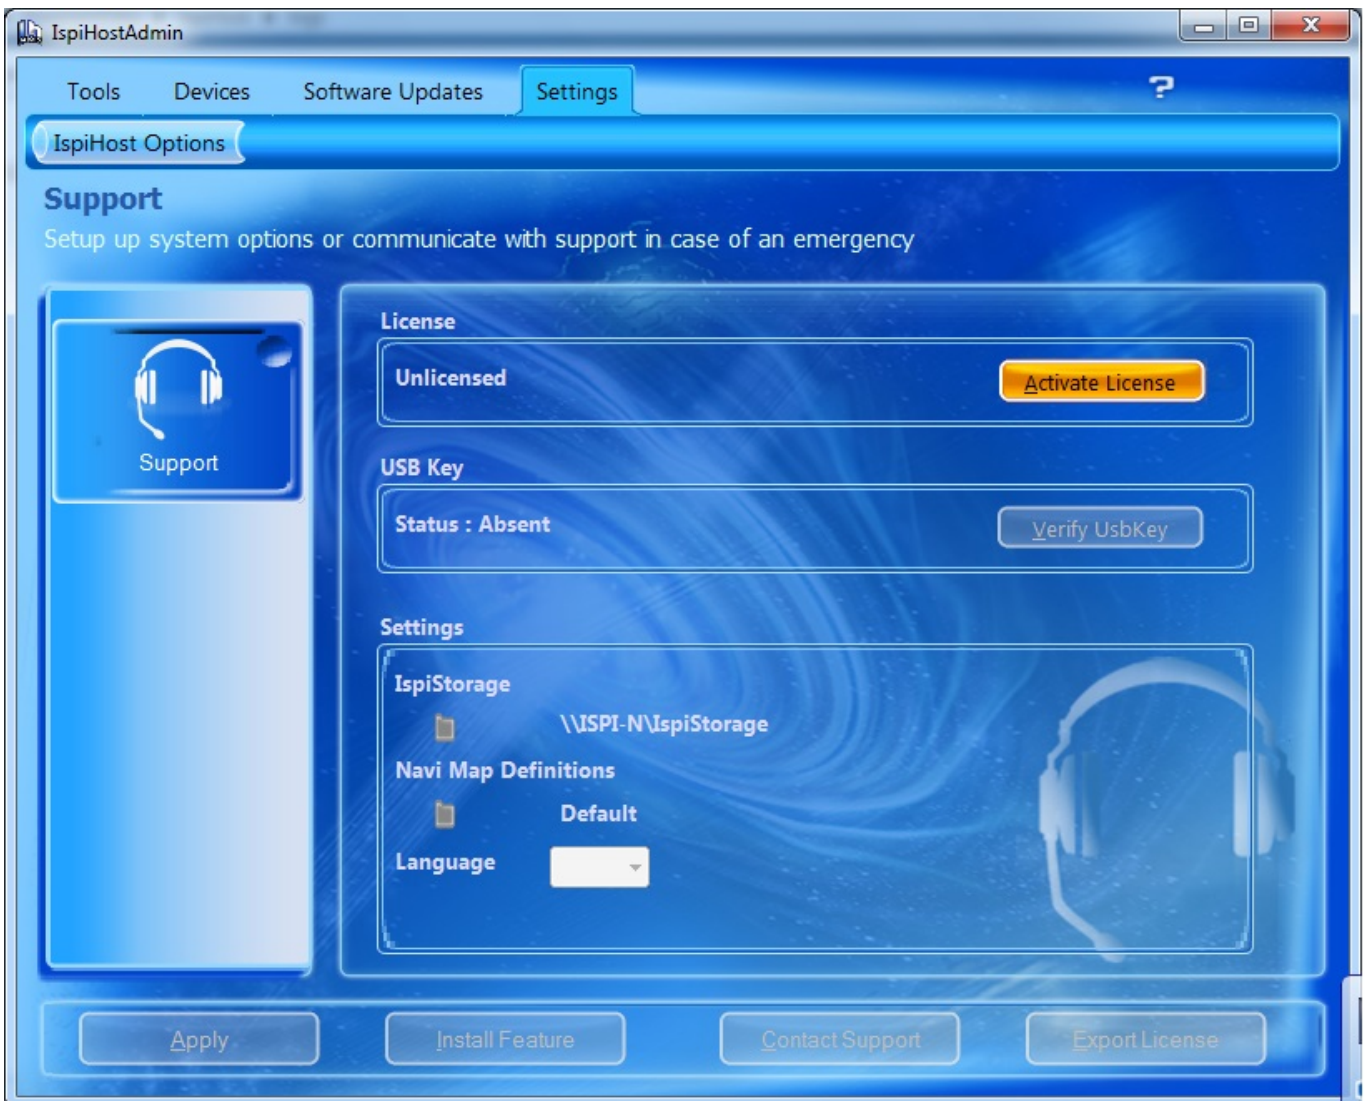 IspiHostAdmin
Tools Devices Software Updates Settings ?
IspiHost Options
Support
Setup up system options or communicate with support in case of an emergency
Support
License
Unlicensed Activate License
USB Key
Status : Absent Verify UsbKey
Settings
IspiStorage
\\ISPI-N\IspiStorage
Navi Map Definitions
Default
Language
Apply Install Feature Contact Support Export License